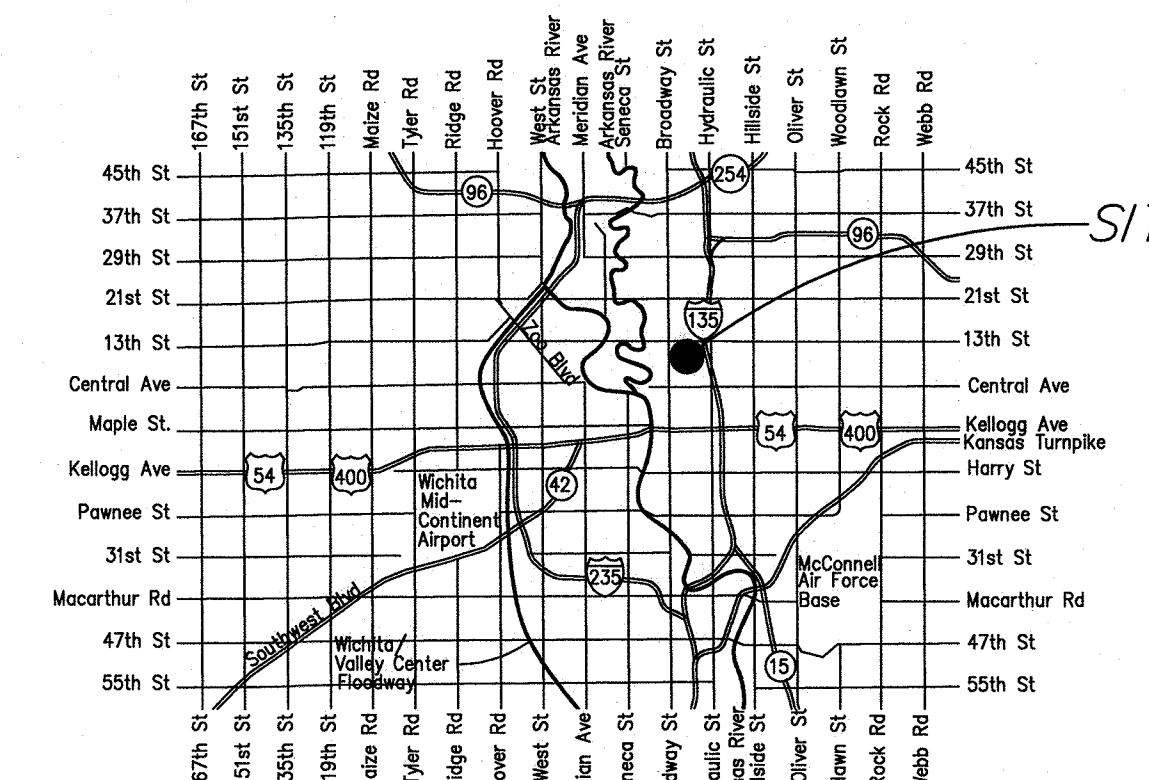 167th St
151st St
135th St
119th St
Maize Rd
Tyler Rd
Ridge Rd
Hoover Rd
West St
Arkansas River
Meridian Ave
Arkansas River
Seneca St
Broadway St
Hydraulic St
Hillside St
Oliver St
Woodlawn St
Rock Rd
Webb Rd
45th St
254
45th St
96
37th St
37th St
SIT
96
29th St
29th St
21st St
21st St
135
Zoo Blvd
13th St
13th St
Central Ave
Central Ave
Maple St.
54
400
Kellogg Ave
Kansas Turnpike
Kellogg Ave
54
400
Harry St
Wichita
Mid-
Continent
Airport
42
Pawnee St
Pawnee St
31st St
31st St
McConnell
Air Force
Base
235
Macarthur Rd
Macarthur Rd
Southwest Blvd
47th St
47th St
Wichita/
Valley Center
Floodway
15
55th St
55th St
67th St
51st St
35th St
19th St
aize Rd
Tyler Rd
idge Rd
over Rd
West St
ian Ave
neca St
dway St
aulic St
as River
lside St
Oliver St
lawn St
Rock Rd
ebb Rd